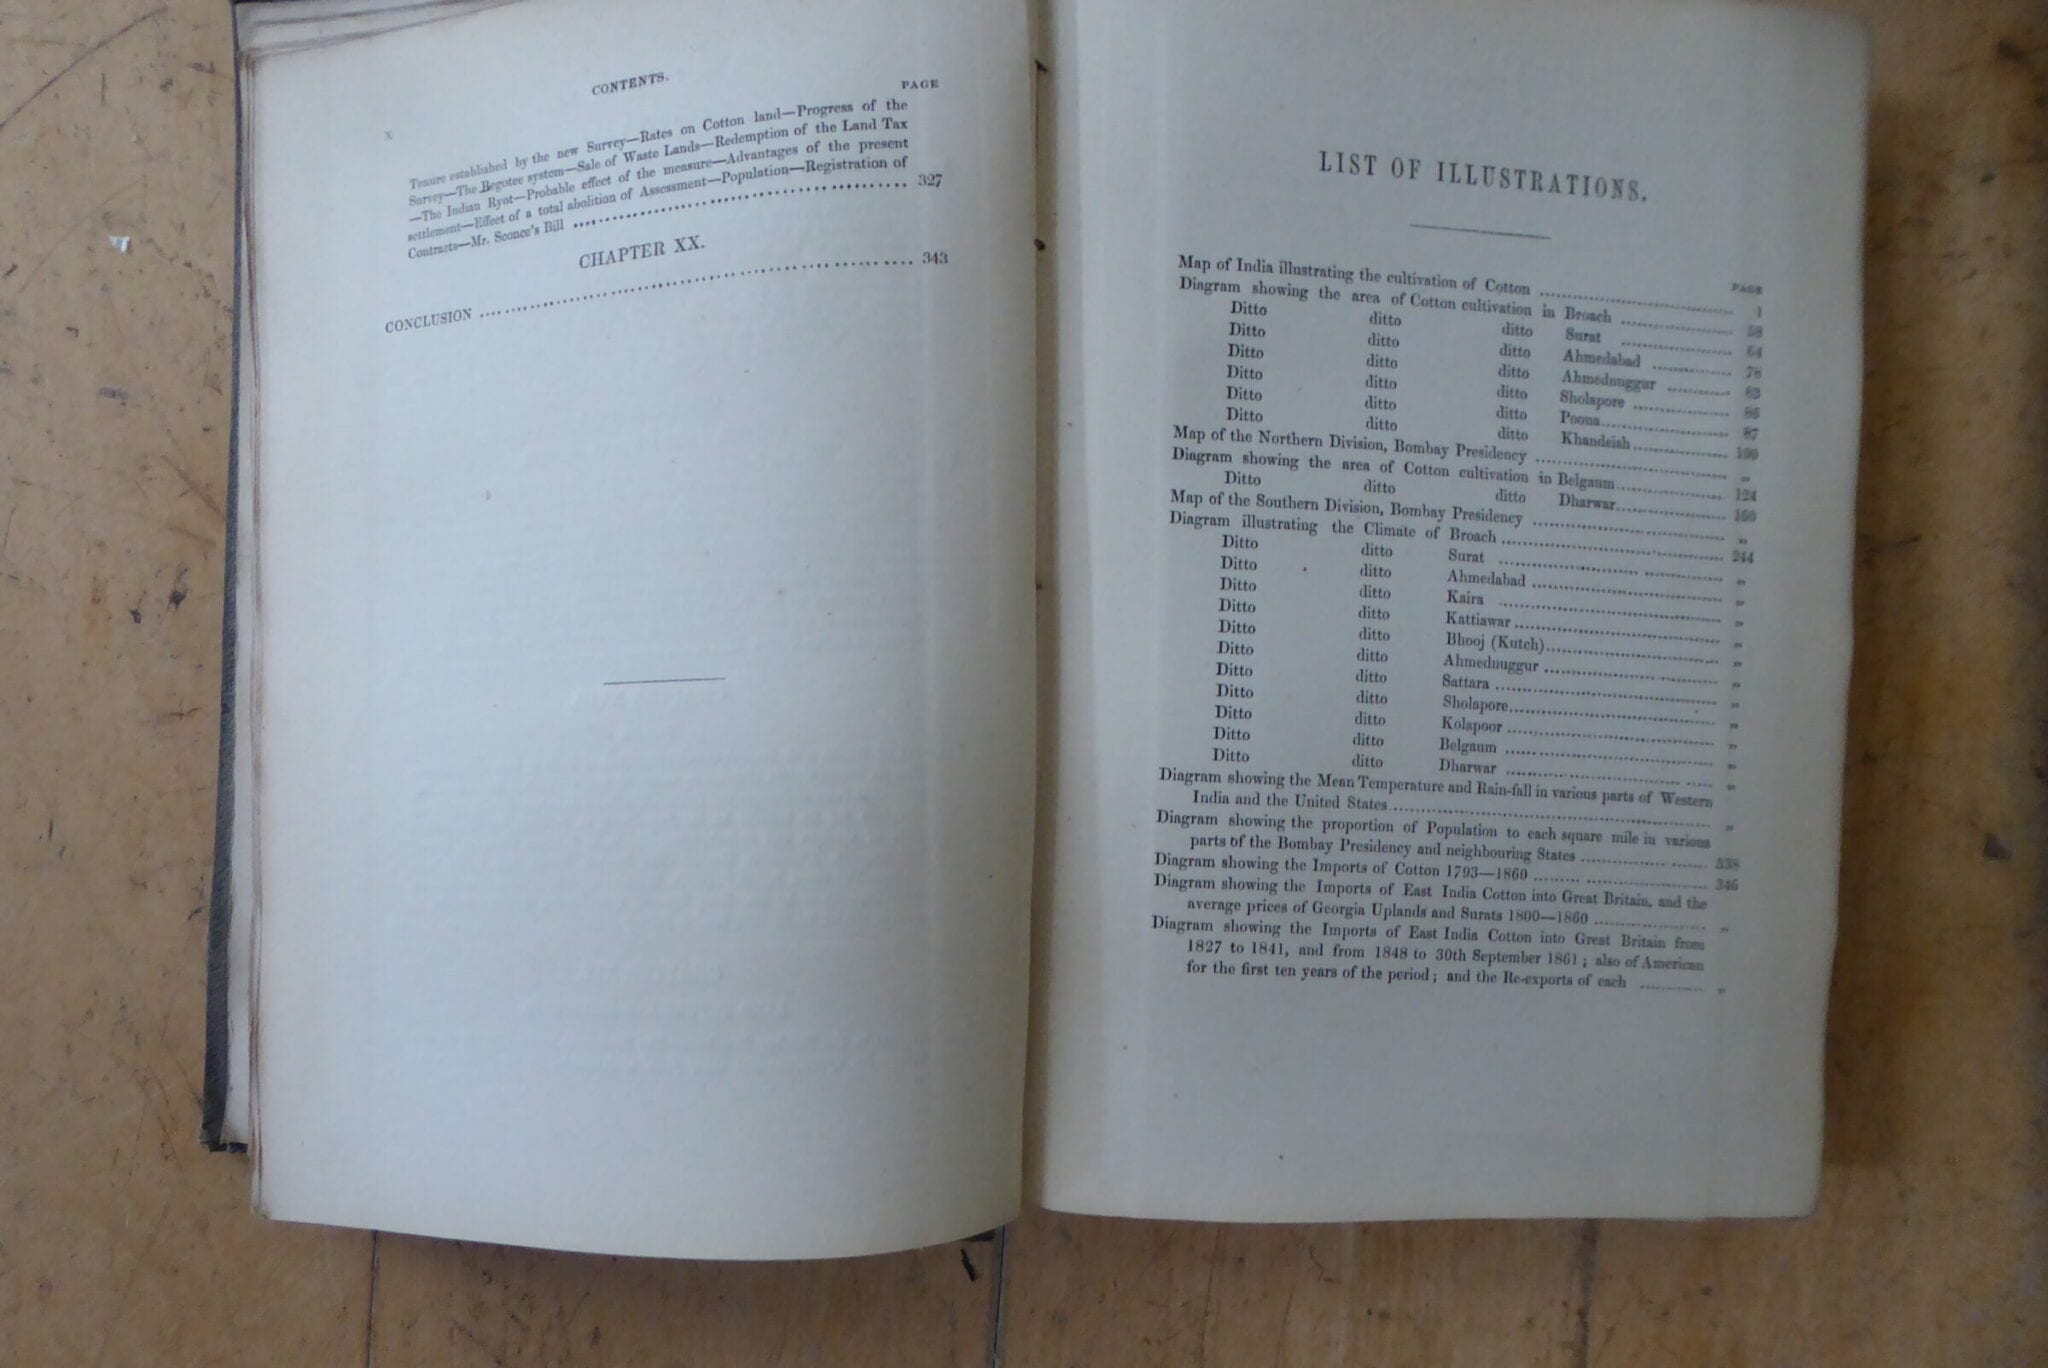 x
CONTENTS.
PAGE
Tenure established by the new Survey—Rates on Cotton land—Progress of the
Survey—The Begotee system—Sale of Waste Lands—Redemption of the Land Tax
—The Indian Ryot—Probable effect of the measure—Advantages of the present
settlement—Effect of a total abolition of Assessment—Population—Registration of
Contracts—Mr. Sconce's Bill ........................................ 327
CHAPTER XX.
CONCLUSION ........................................ 343
LIST OF ILLUSTRATIONS.
PAGE
Map of India illustrating the cultivation of Cotton .............................. 1
Diagram showing the area of Cotton cultivation in Broach .................. 58
Ditto ditto ditto Surat .................. 64
Ditto ditto ditto Ahmedabad ............ 76
Ditto ditto ditto Ahmednuggur ......... 83
Ditto ditto ditto Sholapore ............... 86
Ditto ditto ditto Poona..................... 87
Ditto ditto ditto Khandeish............... 100
Map of the Northern Division, Bombay Presidency .............................. „
Diagram showing the area of Cotton cultivation in Belgaum.................. 124
Ditto ditto ditto Dharwar.................. 160
Map of the Southern Division, Bombay Presidency .............................. „
Diagram illustrating the Climate of Broach .................................... 244
Ditto ditto Surat .............................. „
Ditto ditto Ahmedabad .............................. „
Ditto ditto Kaira .............................. „
Ditto ditto Kattiawar .............................. „
Ditto ditto Bhooj (Kutch).............................. „
Ditto ditto Ahmednuggur .............................. „
Ditto ditto Sattara .............................. „
Ditto ditto Sholapore.............................. „
Ditto ditto Kolapoor .............................. „
Ditto ditto Belgaum .............................. „
Ditto ditto Dharwar .............................. „
Diagram showing the Mean Temperature and Rain-fall in various parts of Western
India and the United States .................................... „
Diagram showing the proportion of Population to each square mile in various
parts of the Bombay Presidency and neighbouring States .................. 338
Diagram showing the Imports of Cotton 1793—1860 .............................. 346
Diagram showing the Imports of East India Cotton into Great Britain, and the
average prices of Georgia Uplands and Surats 1800—1860 .................. „
Diagram showing the Imports of East India Cotton into Great Britain from
1827 to 1841, and from 1848 to 30th September 1861 ; also of American
for the first ten years of the period ; and the Re-exports of each ............ „